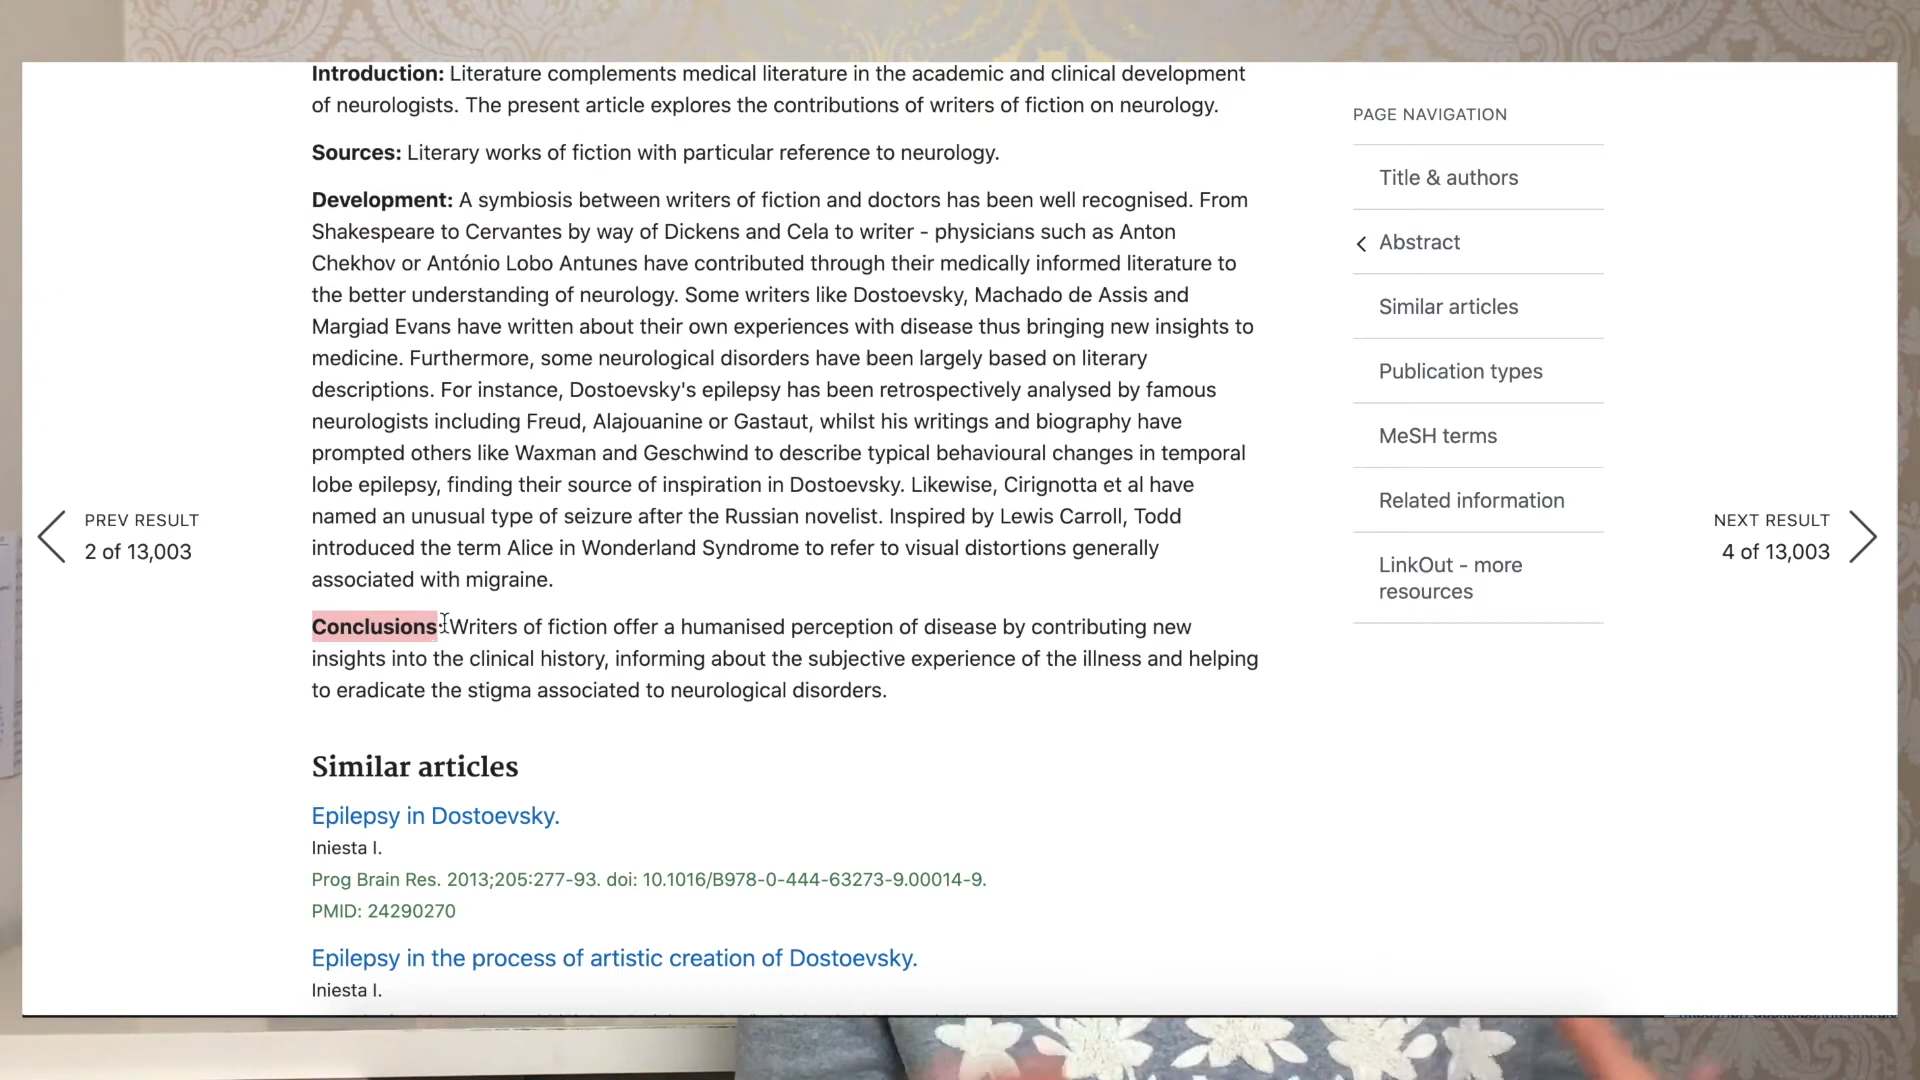 Introduction: Literature complements medical literature in the academic and clinical development
of neurologists. The present article explores the contributions of writers of fiction on neurology.
Sources: Literary works of fiction with particular reference to neurology.
Development: A symbiosis between writers of fiction and doctors has been well recognised. From
Shakespeare to Cervantes by way of Dickens and Cela to writer - physicians such as Anton
Chekhov or António Lobo Antunes have contributed through their medically informed literature to
the better understanding of neurology. Some writers like Dostoevsky, Machado de Assis and
Margiad Evans have written about their own experiences with disease thus bringing new insights to
medicine. Furthermore, some neurological disorders have been largely based on literary
descriptions. For instance, Dostoevsky's epilepsy has been retrospectively analysed by famous
neurologists including Freud, Alajouanine or Gastaut, whilst his writings and biography have
prompted others like Waxman and Geschwind to describe typical behavioural changes in temporal
lobe epilepsy, finding their source of inspiration in Dostoevsky. Likewise, Cirignotta et al have
named an unusual type of seizure after the Russian novelist. Inspired by Lewis Carroll, Todd
introduced the term Alice in Wonderland Syndrome to refer to visual distortions generally
associated with migraine.
Conclusions: Writers of fiction offer a humanised perception of disease by contributing new
insights into the clinical history, informing about the subjective experience of the illness and helping
to eradicate the stigma associated to neurological disorders.
Similar articles
Epilepsy in Dostoevsky.
Iniesta I.
Prog Brain Res. 2013;205:277-93. doi: 10.1016/B978-0-444-63273-9.00014-9.
PMID: 24290270
Epilepsy in the process of artistic creation of Dostoevsky.
Iniesta I.
PAGE NAVIGATION
Title & authors
Abstract
Similar articles
Publication types
MeSH terms
Related information
LinkOut - more
resources
PREV RESULT
2 of 13,003
NEXT RESULT
4 of 13,003